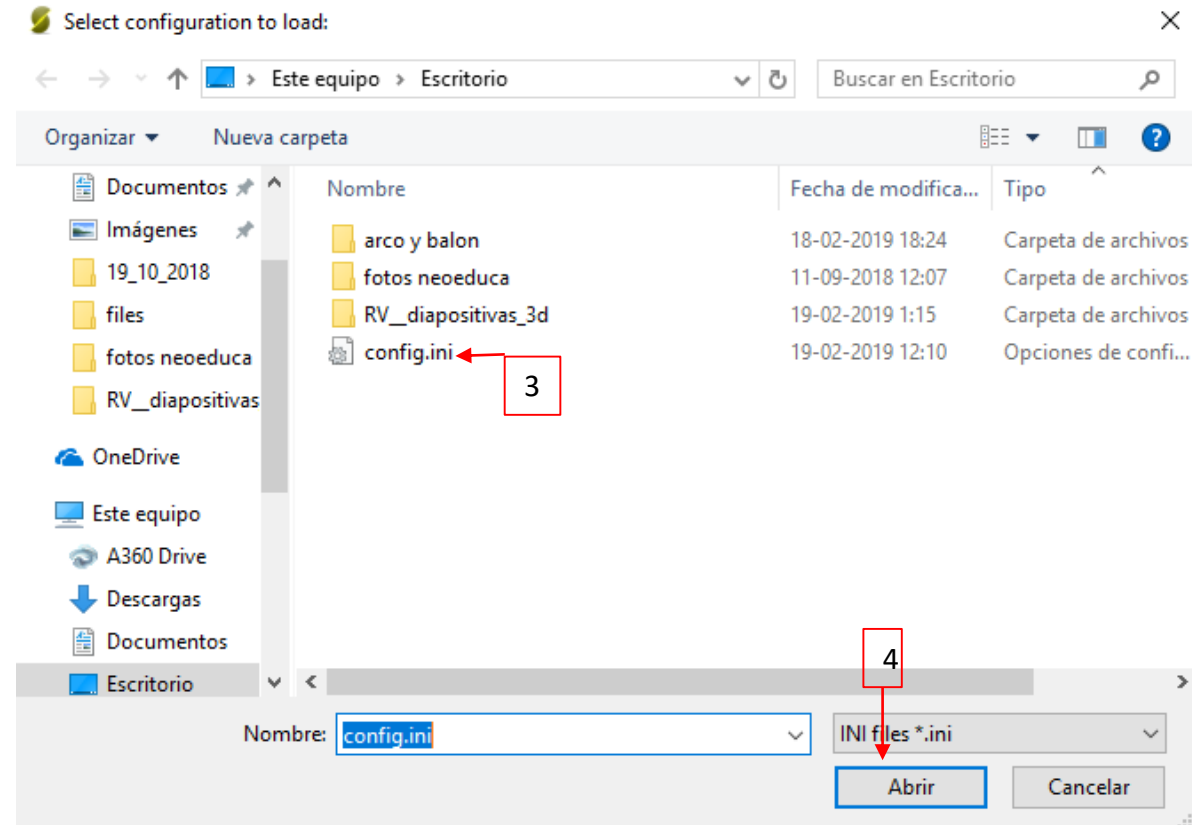 Select configuration to load:
Este equipo > Escritorio
Buscar en Escritorio
Organizar
Nueva carpeta
Documentos
Imágenes
19_10_2018
files
fotos neoeduca
RV__diapositivas
OneDrive
Este equipo
A360 Drive
Descargas
Documentos
Escritorio
Nombre Fecha de modifica... Tipo
arco y balon 18-02-2019 18:24 Carpeta de archivos
fotos neoeduca 11-09-2018 12:07 Carpeta de archivos
RV__diapositivas_3d 19-02-2019 1:15 Carpeta de archivos
config.ini 19-02-2019 12:10 Opciones de confi...
3
4
Nombre: config.ini INI files *.ini
Abrir Cancelar